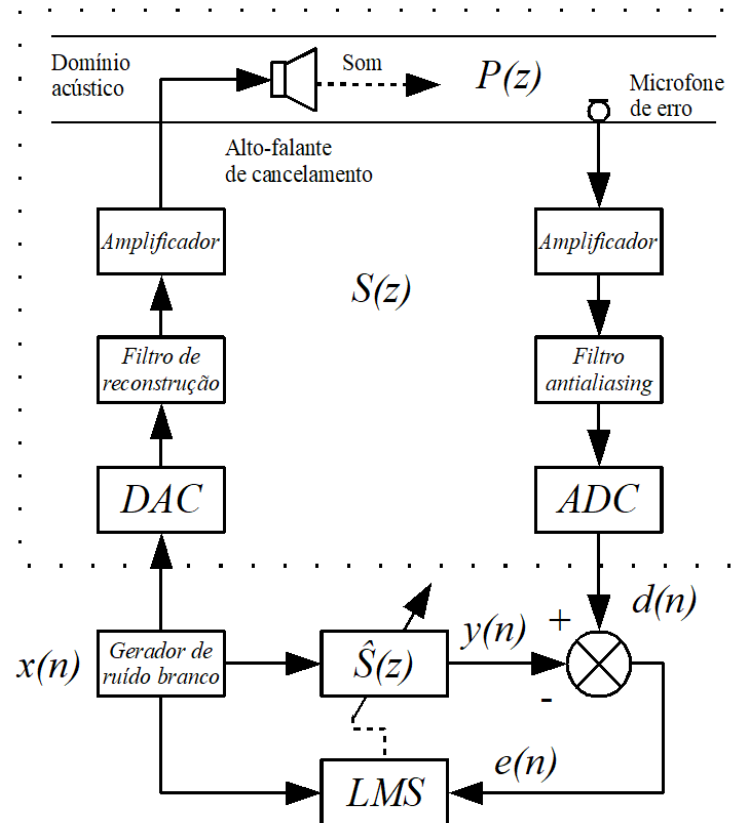 Domínio
acústico
Som
P(z)
Microfone
de erro
Alto-falante
de cancelamento
Amplificador
Amplificador
S(z)
Filtro de
reconstrução
Filtro
antialiasing
DAC
ADC
x(n)
Gerador de
ruído branco
Ŝ(z)
y(n)
+
-
d(n)
e(n)
LMS